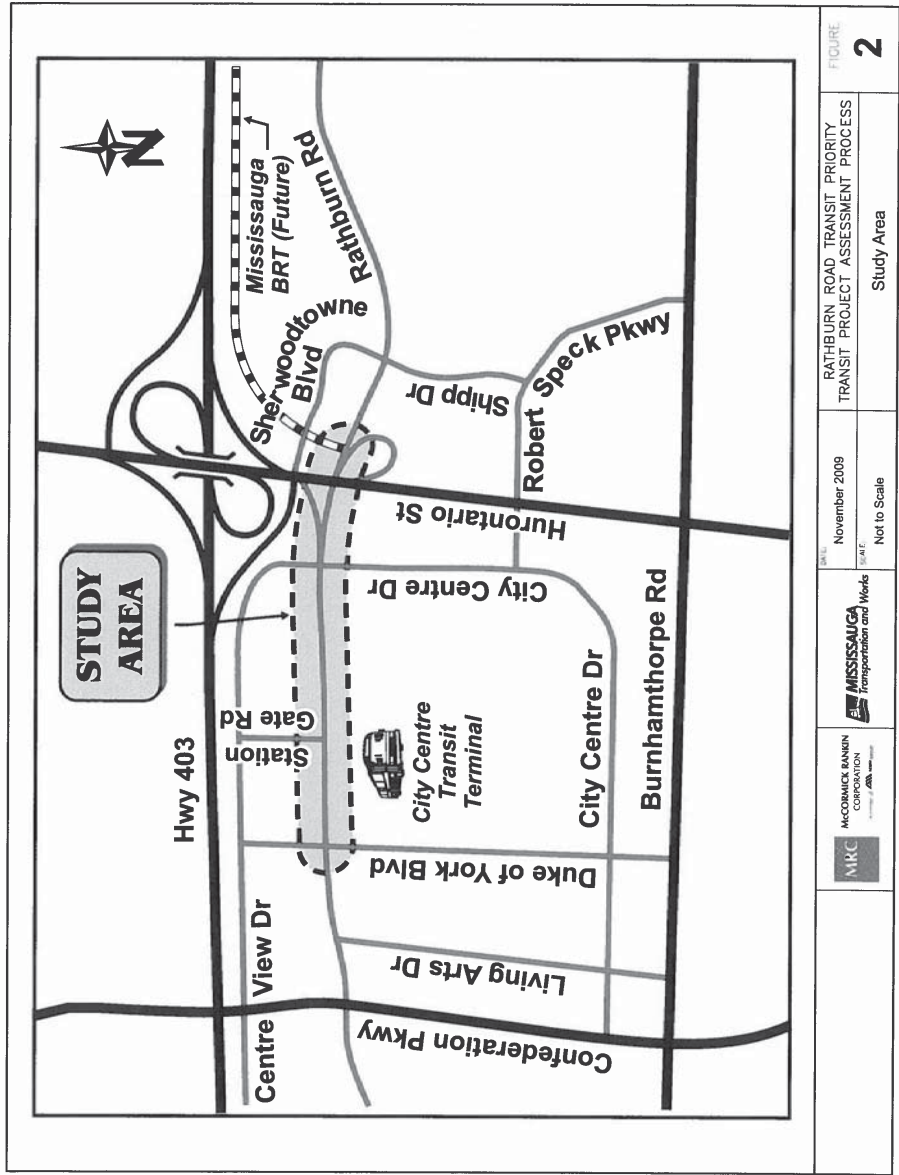 STUDY
AREA
N
Hwy 403
Mississauga
BRT (Future)
Rathburn Rd
Sherwoodtowne
Blvd
Centre View Dr
Station
Gate Rd
City Centre
Transit
Terminal
City Centre Dr
Hurontario St
Shipp Dr
Robert Speck Pkwy
Duke of York Blvd
Living Arts Dr
Confederation Pkwy
City Centre Dr
Burnhamthorpe Rd
MRC
McCORMICK RANKIN
CORPORATION
MISSISSAUGA
Transportation and Works
DATE:
November 2009
SCALE:
Not to Scale
RATHBURN ROAD TRANSIT PRIORITY
TRANSIT PROJECT ASSESSMENT PROCESS
Study Area
FIGURE
2